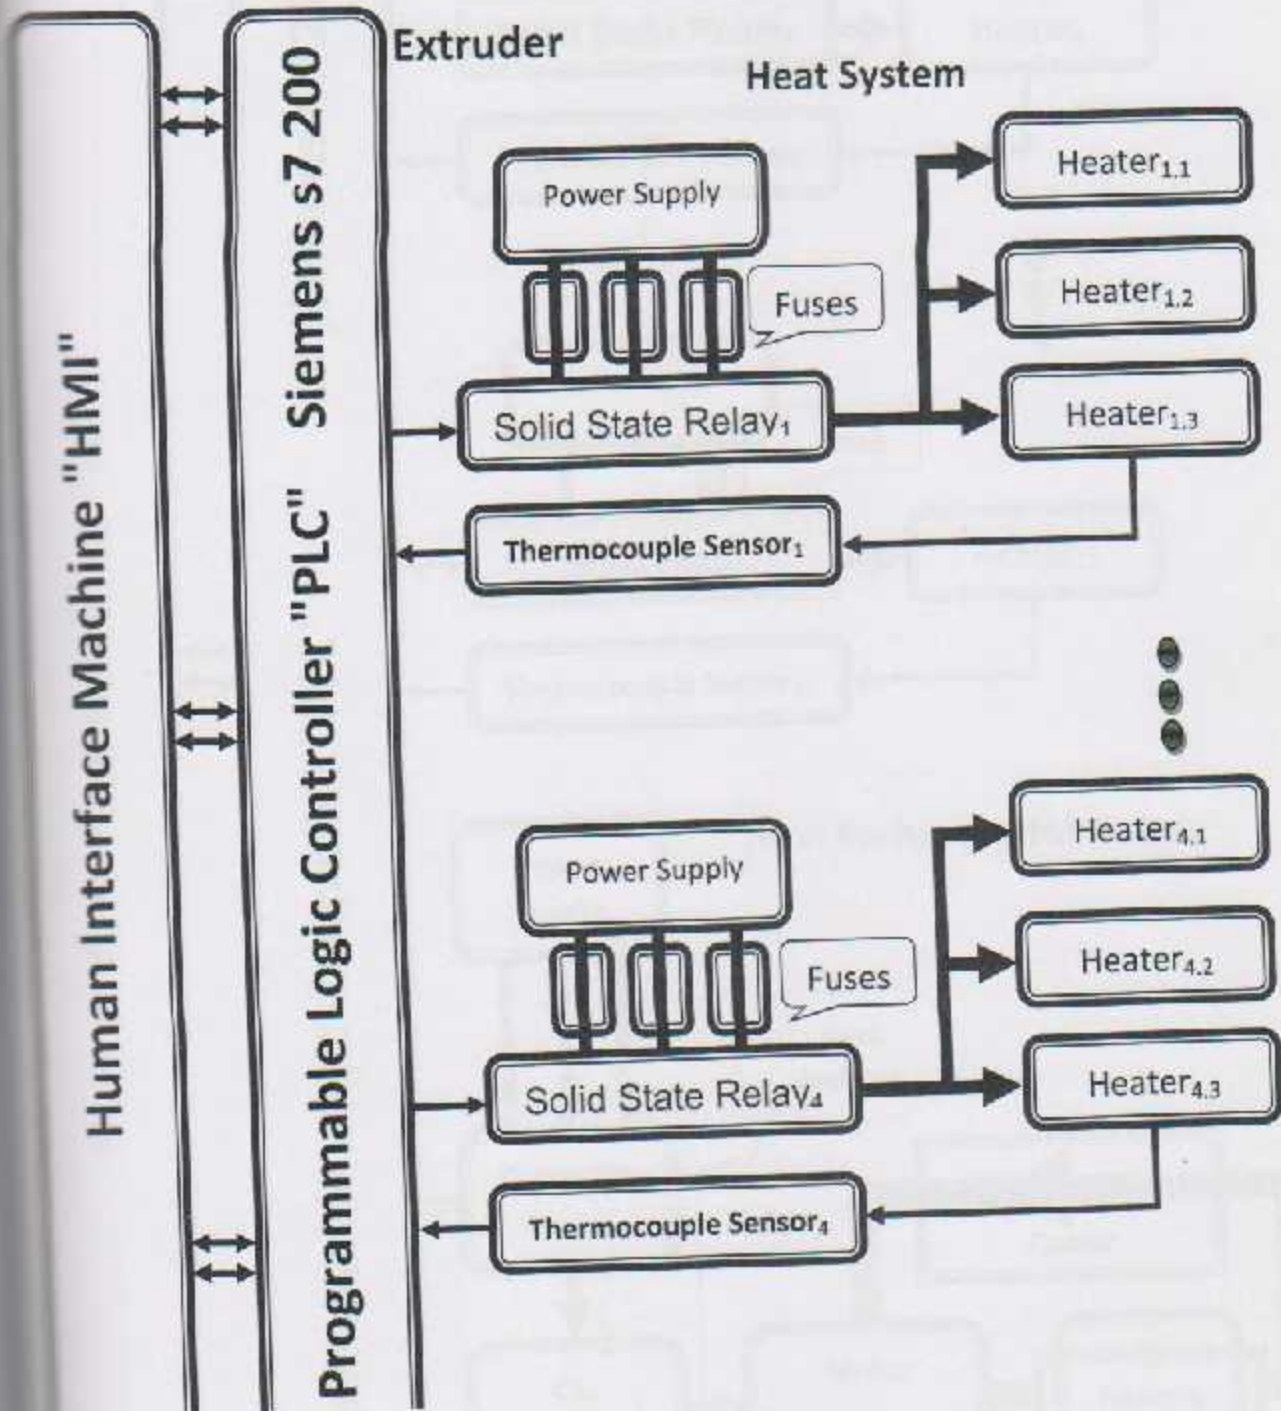 Human Interface Machine "HMI"
Programmable Logic Controller "PLC" Siemens s7 200
Extruder
Heat System
Power Supply
Fuses
Solid State Relay₁
Thermocouple Sensor₁
Heater₁.₁
Heater₁.₂
Heater₁.₃
Power Supply
Fuses
Solid State Relay₄
Thermocouple Sensor₄
Heater₄.₁
Heater₄.₂
Heater₄.₃